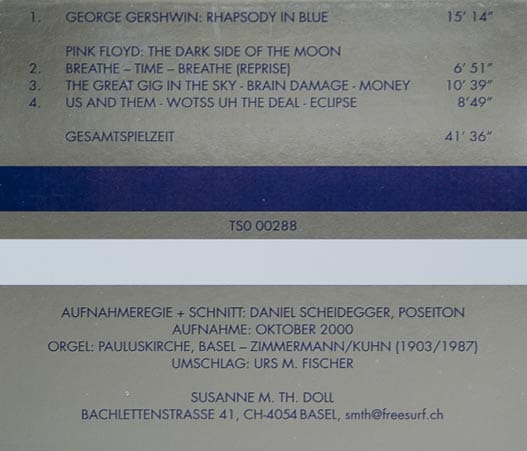 1. GEORGE GERSHWIN: RHAPSODY IN BLUE 15' 14"
PINK FLOYD: THE DARK SIDE OF THE MOON
2. BREATHE – TIME – BREATHE (REPRISE) 6' 51"
3. THE GREAT GIG IN THE SKY - BRAIN DAMAGE - MONEY 10' 39"
4. US AND THEM - WOTSS UH THE DEAL - ECLIPSE 8'49"
GESAMTSPIELZEIT 41' 36"
TS0 00288
AUFNAHMEREGIE + SCHNITT: DANIEL SCHEIDEGGER, POSEITON
AUFNAHME: OKTOBER 2000
ORGEL: PAULUSKIRCHE, BASEL – ZIMMERMANN/KUHN (1903/1987)
UMSCHLAG: URS M. FISCHER
SUSANNE M. TH. DOLL
BACHLETTENSTRASSE 41, CH-4054 BASEL, smth@freesurf.ch